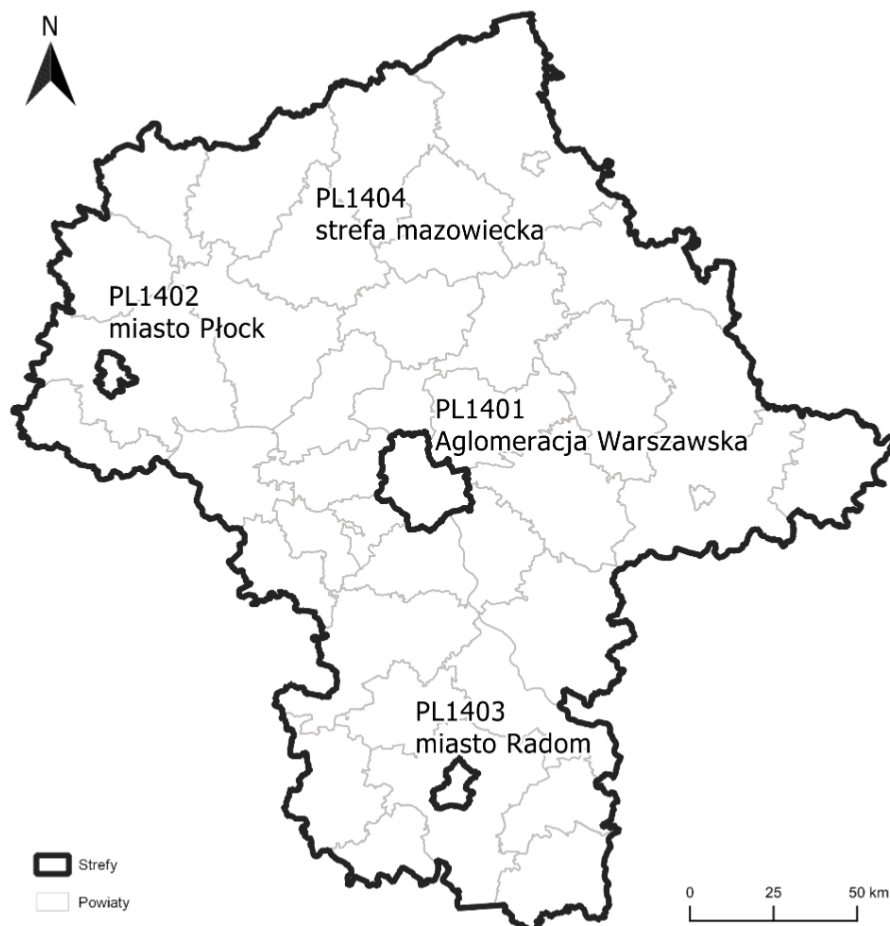 N
PL1404
strefa mazowiecka
PL1402
miasto Płock
PL1401
Aglomeracja Warszawska
PL1403
miasto Radom
Strefy
Powiaty
0 25 50 km